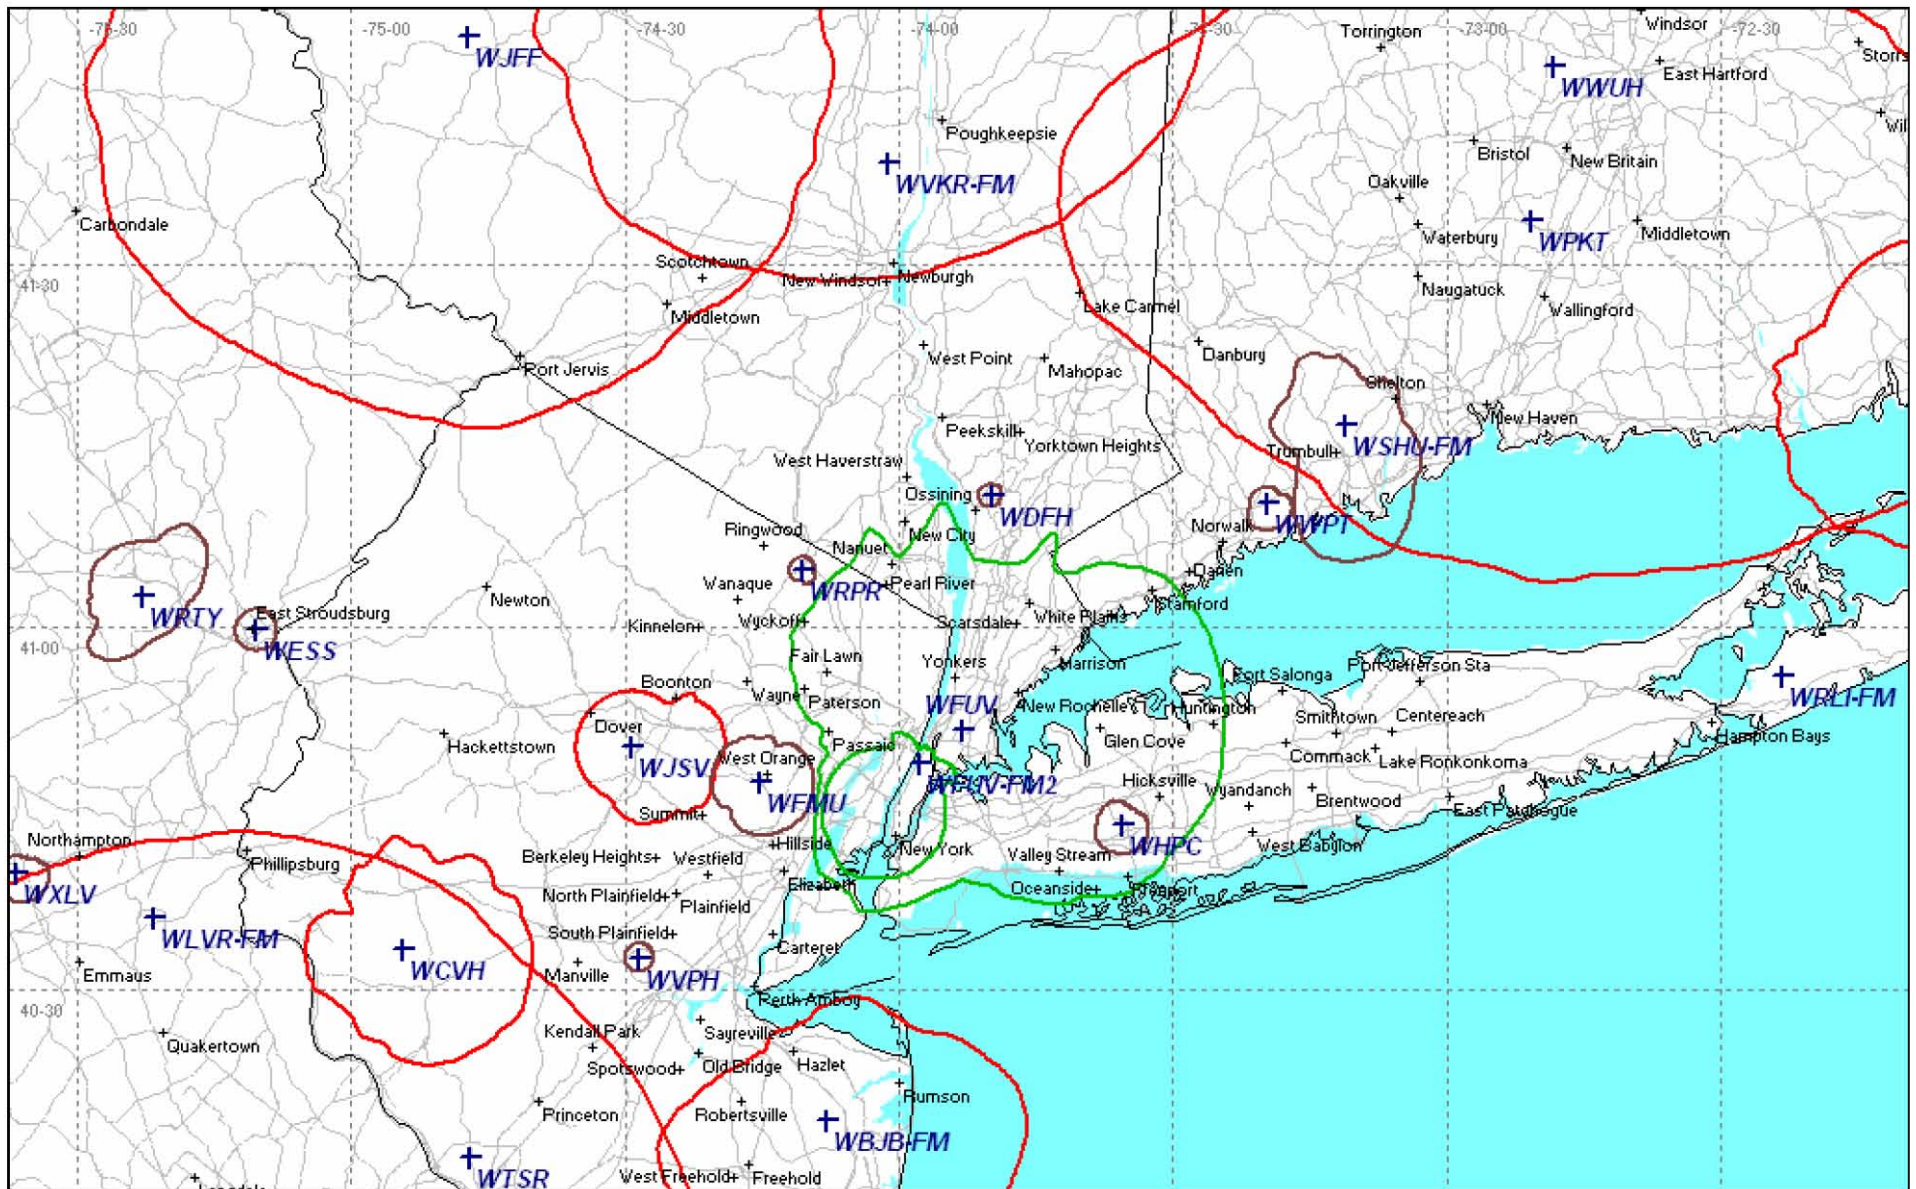 -75-30
-75-00
-74-30
-74-00
-73-30
-73-00
-72-30
Windsor
Torrington
WJFF
Storrs
East Hartford
WWUH
Poughkeepsie
Bristol
New Britain
WVKR-FM
Oakville
Carbondale
Waterbury
WPKT
Middletown
Scotchtown
New Windsor
Newburgh
41-30
Naugatuck
Lake Carmel
Wallingford
Middletown
West Point
Danbury
Port Jervis
Mahopac
Shelton
New Haven
Peekskill
Yorktown Heights
WSHU-FM
Trumbull
West Haverstraw
Ossining
WDFH
WWPT
Norwalk
Ringwood
New City
Nanuet
Wanaque
WRPR
Pearl River
Darien
Newton
Stamford
WRTY
East Stroudsburg
Kinnelon
Wyckoff
Scarsdale
White Plains
41-00
WESS
Fair Lawn
Yonkers
Harrison
Port Jefferson Sta
Boonton
Fort Salonga
Wayne
Paterson
WFUV
New Rochelle
Huntington
WRLI-FM
Dover
Smithtown
Centereach
Hackettstown
Passaic
Glen Cove
Hampton Bays
West Orange
Commack
Lake Ronkonkoma
WJSV
WFUV-FM2
Hicksville
Wyandanch
WFMU
Brentwood
Summit
East Patchogue
Northampton
Hillside
New York
WHPC
West Babylon
Phillipsburg
Berkeley Heights
Westfield
Valley Stream
WXLV
Elizabeth
Oceanside
Freeport
North Plainfield
Plainfield
WLVR-FM
South Plainfield
Carteret
Emmaus
WCVH
Manville
WVPH
Perth Amboy
40-30
Kendall Park
Sayreville
Quakertown
Spotswood
Old Bridge
Hazlet
Rumson
Princeton
Robertsville
WBJB-FM
WTSR
West Freehold
Freehold